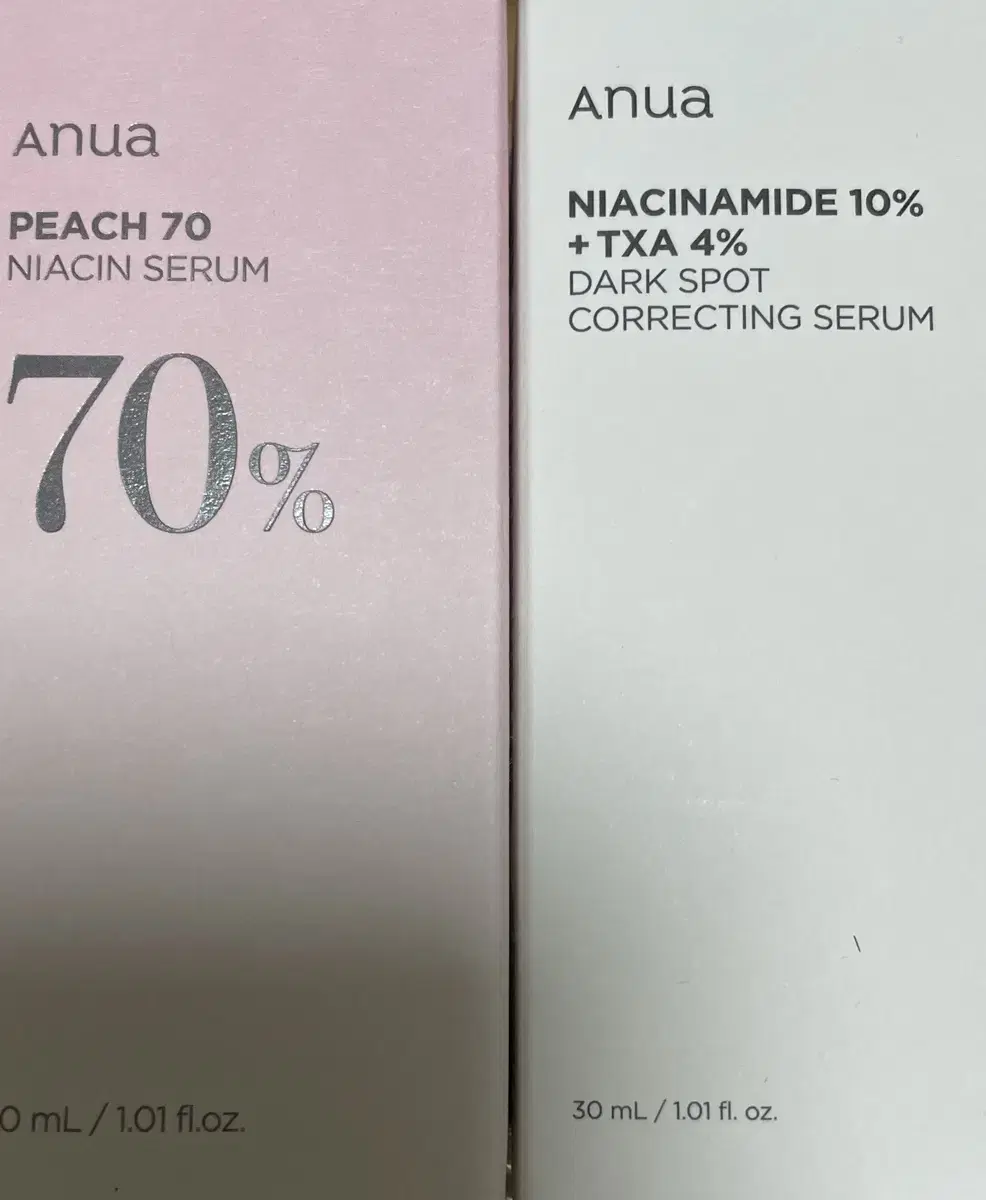 Anua
PEACH 70
NIACIN SERUM
70%
0 mL / 1.01 fl.oz.
Anua
NIACINAMIDE 10%
+ TXA 4%
DARK SPOT
CORRECTING SERUM
30 mL / 1.01 fl. oz.